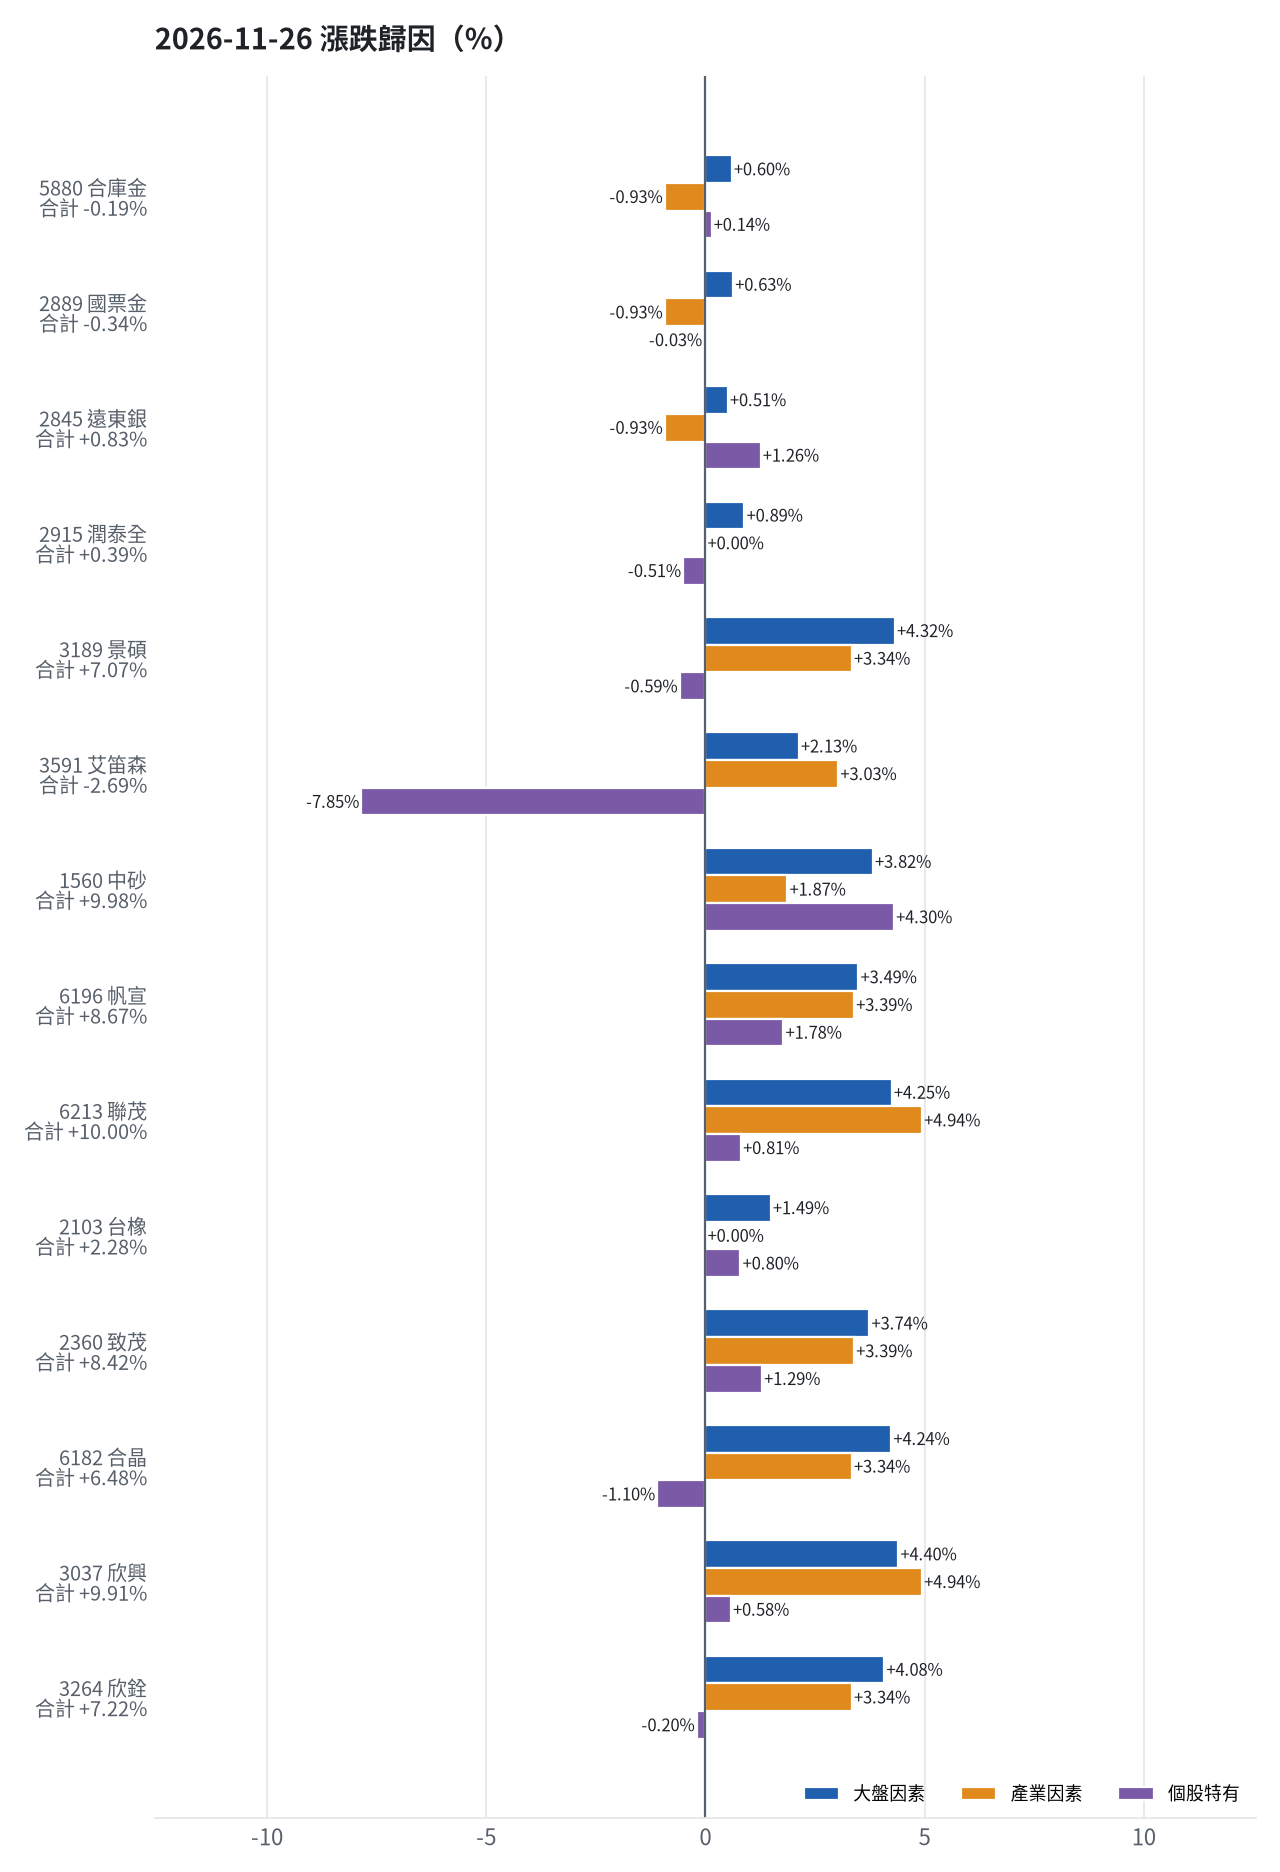 2026-11-26 漲跌歸因（%）
5880 合庫金
合計 -0.19%
+0.60%
-0.93%
+0.14%
2889 國票金
合計 -0.34%
+0.63%
-0.93%
-0.03%
2845 遠東銀
合計 +0.83%
+0.51%
-0.93%
+1.26%
2915 潤泰全
合計 +0.39%
+0.89%
+0.00%
-0.51%
3189 景碩
合計 +7.07%
+4.32%
+3.34%
-0.59%
3591 艾笛森
合計 -2.69%
+2.13%
+3.03%
-7.85%
1560 中砂
合計 +9.98%
+3.82%
+1.87%
+4.30%
6196 帆宣
合計 +8.67%
+3.49%
+3.39%
+1.78%
6213 聯茂
合計 +10.00%
+4.25%
+4.94%
+0.81%
2103 台橡
合計 +2.28%
+1.49%
+0.00%
+0.80%
2360 致茂
合計 +8.42%
+3.74%
+3.39%
+1.29%
6182 合晶
合計 +6.48%
+4.24%
+3.34%
-1.10%
3037 欣興
合計 +9.91%
+4.40%
+4.94%
+0.58%
3264 欣銓
合計 +7.22%
+4.08%
+3.34%
-0.20%
大盤因素 產業因素 個股特有
-10 -5 0 5 10